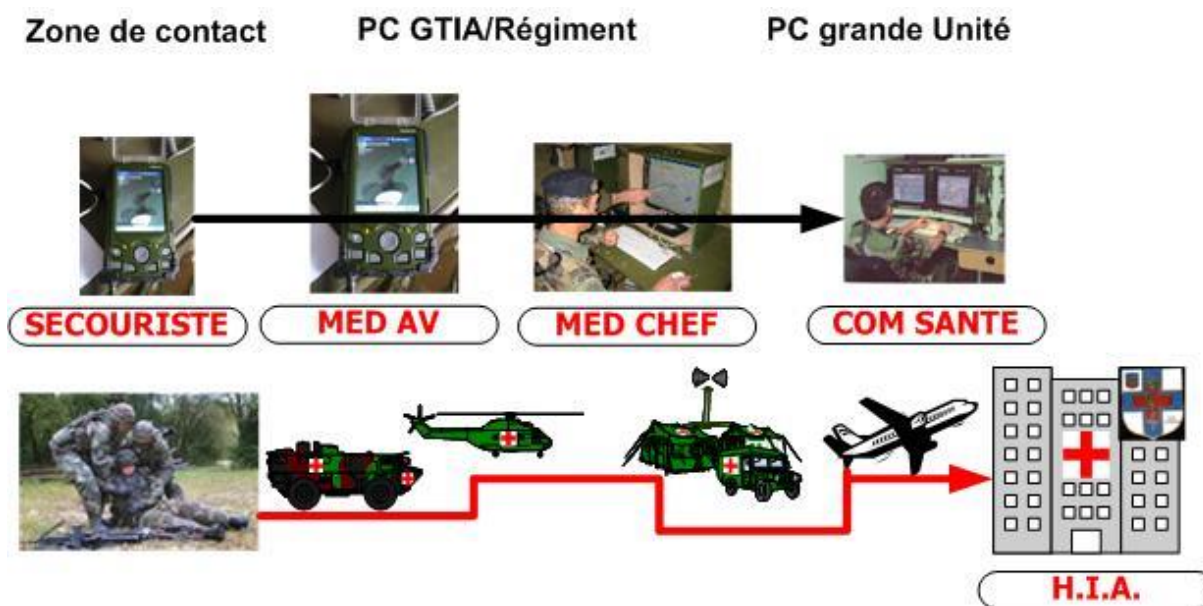 Zone de contact
PC GTIA/Régiment
PC grande Unité
SECOURISTE
MED AV
MED CHEF
COM SANTE
H.I.A.